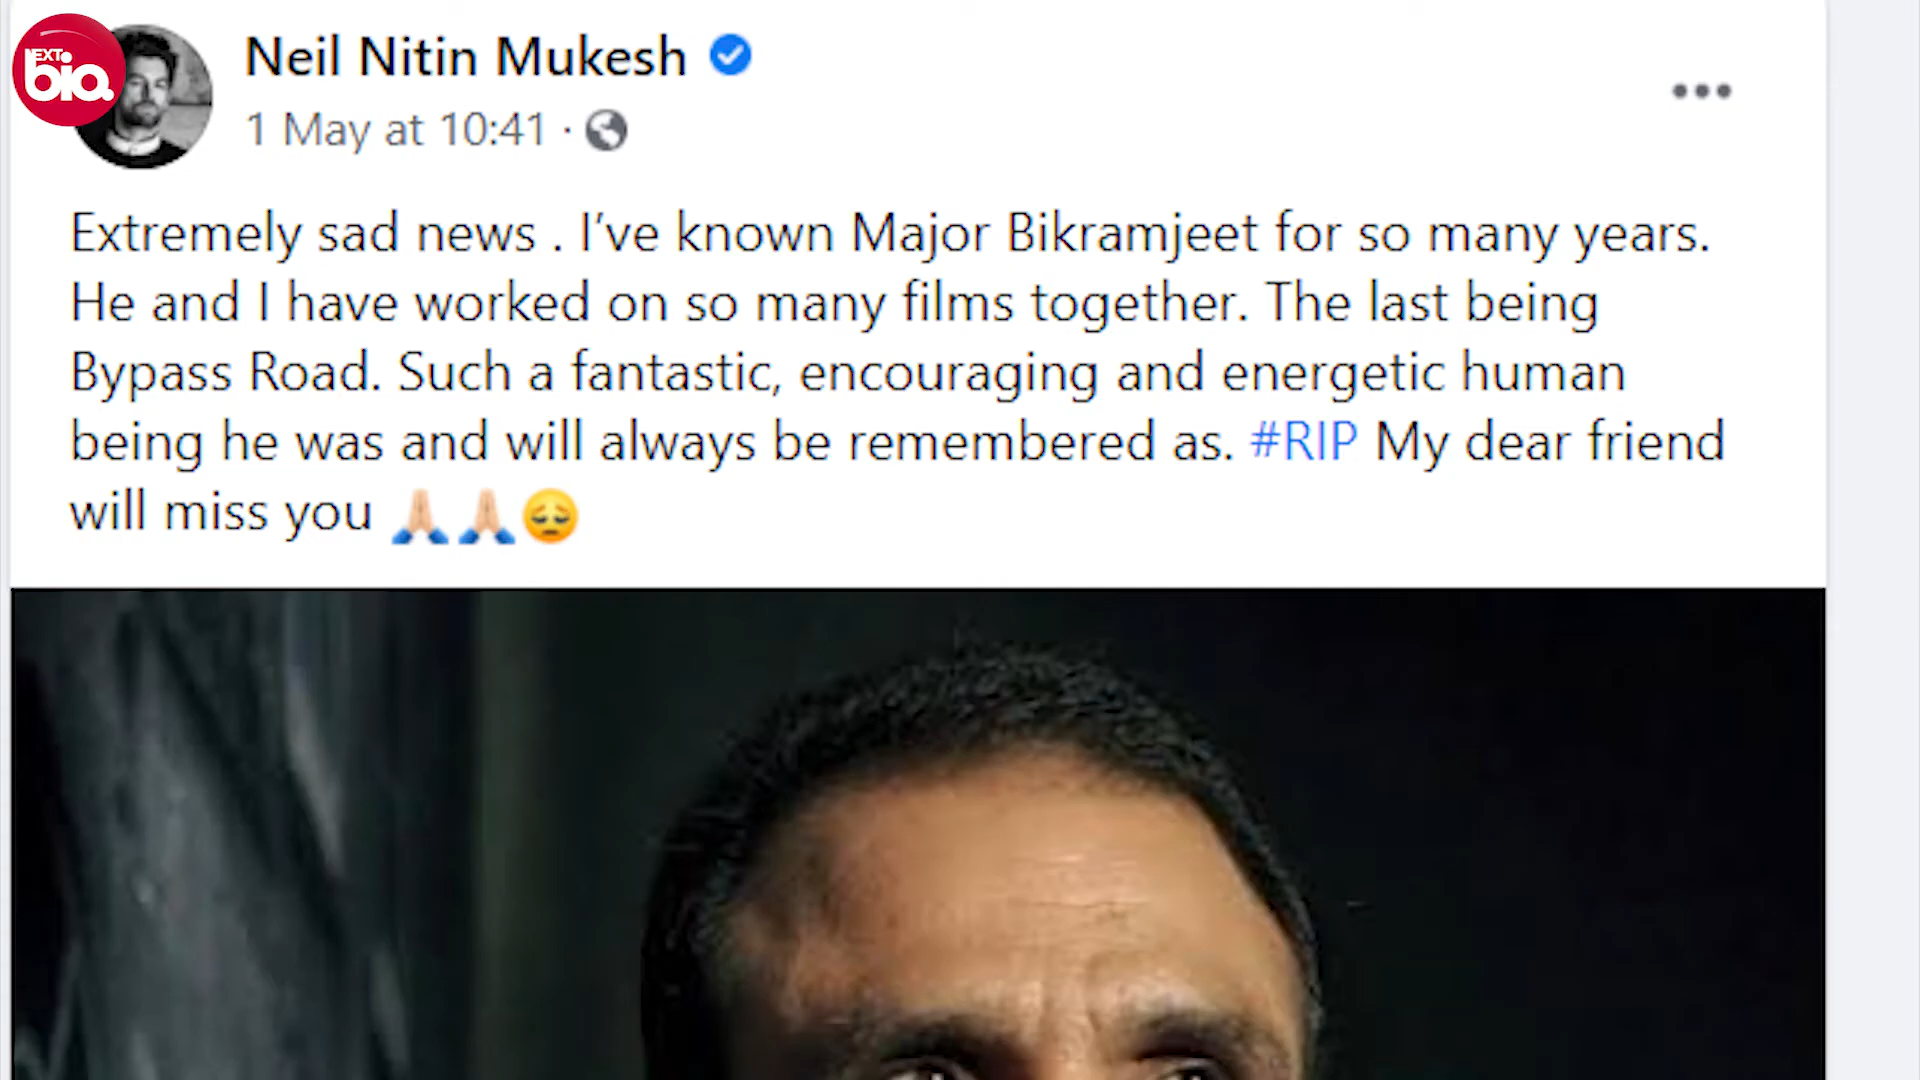 NEXT
bio.
Neil Nitin Mukesh
1 May at 10:41 ·
Extremely sad news . I’ve known Major Bikramjeet for so many years.
He and I have worked on so many films together. The last being
Bypass Road. Such a fantastic, encouraging and energetic human
being he was and will always be remembered as. #RIP My dear friend
will miss you 🙏🏻🙏🏻😔